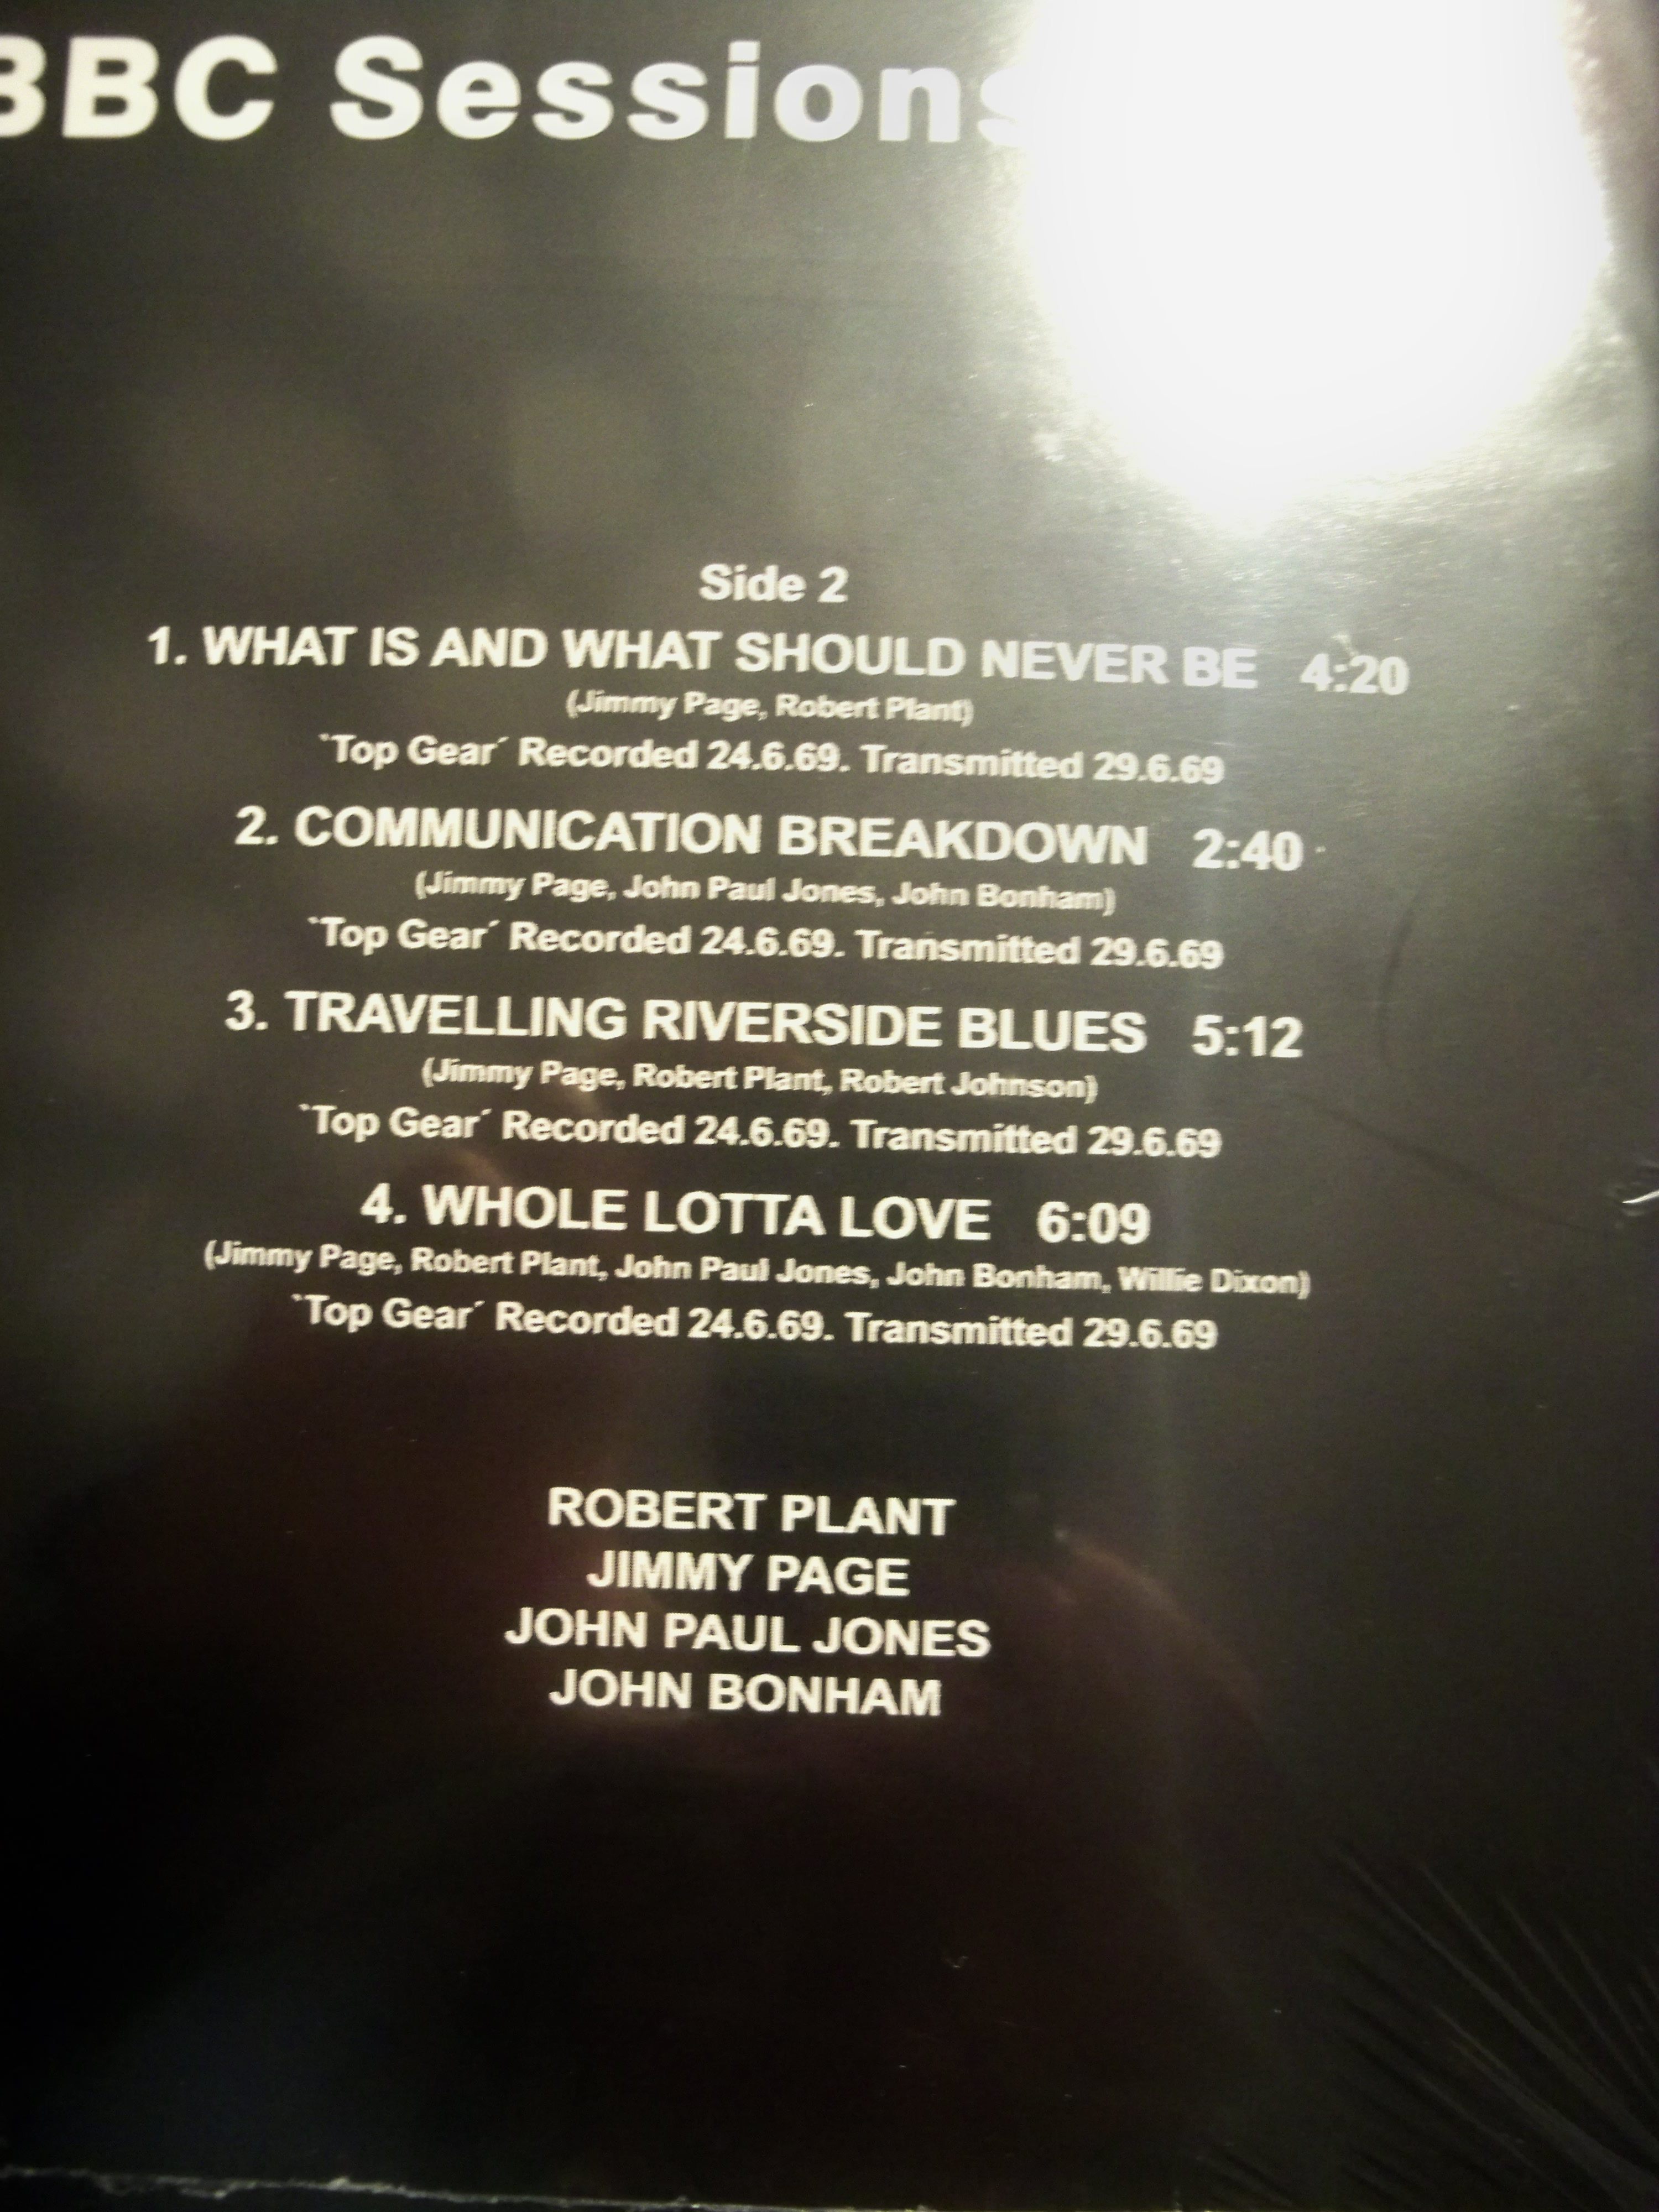 BBC Sessions
Side 2
1. WHAT IS AND WHAT SHOULD NEVER BE 4:20
(Jimmy Page, Robert Plant)
`Top Gear´ Recorded 24.6.69. Transmitted 29.6.69
2. COMMUNICATION BREAKDOWN 2:40
(Jimmy Page, John Paul Jones, John Bonham)
`Top Gear´ Recorded 24.6.69. Transmitted 29.6.69
3. TRAVELLING RIVERSIDE BLUES 5:12
(Jimmy Page, Robert Plant, Robert Johnson)
`Top Gear´ Recorded 24.6.69. Transmitted 29.6.69
4. WHOLE LOTTA LOVE 6:09
(Jimmy Page, Robert Plant, John Paul Jones, John Bonham, Willie Dixon)
`Top Gear´ Recorded 24.6.69. Transmitted 29.6.69
ROBERT PLANT
JIMMY PAGE
JOHN PAUL JONES
JOHN BONHAM